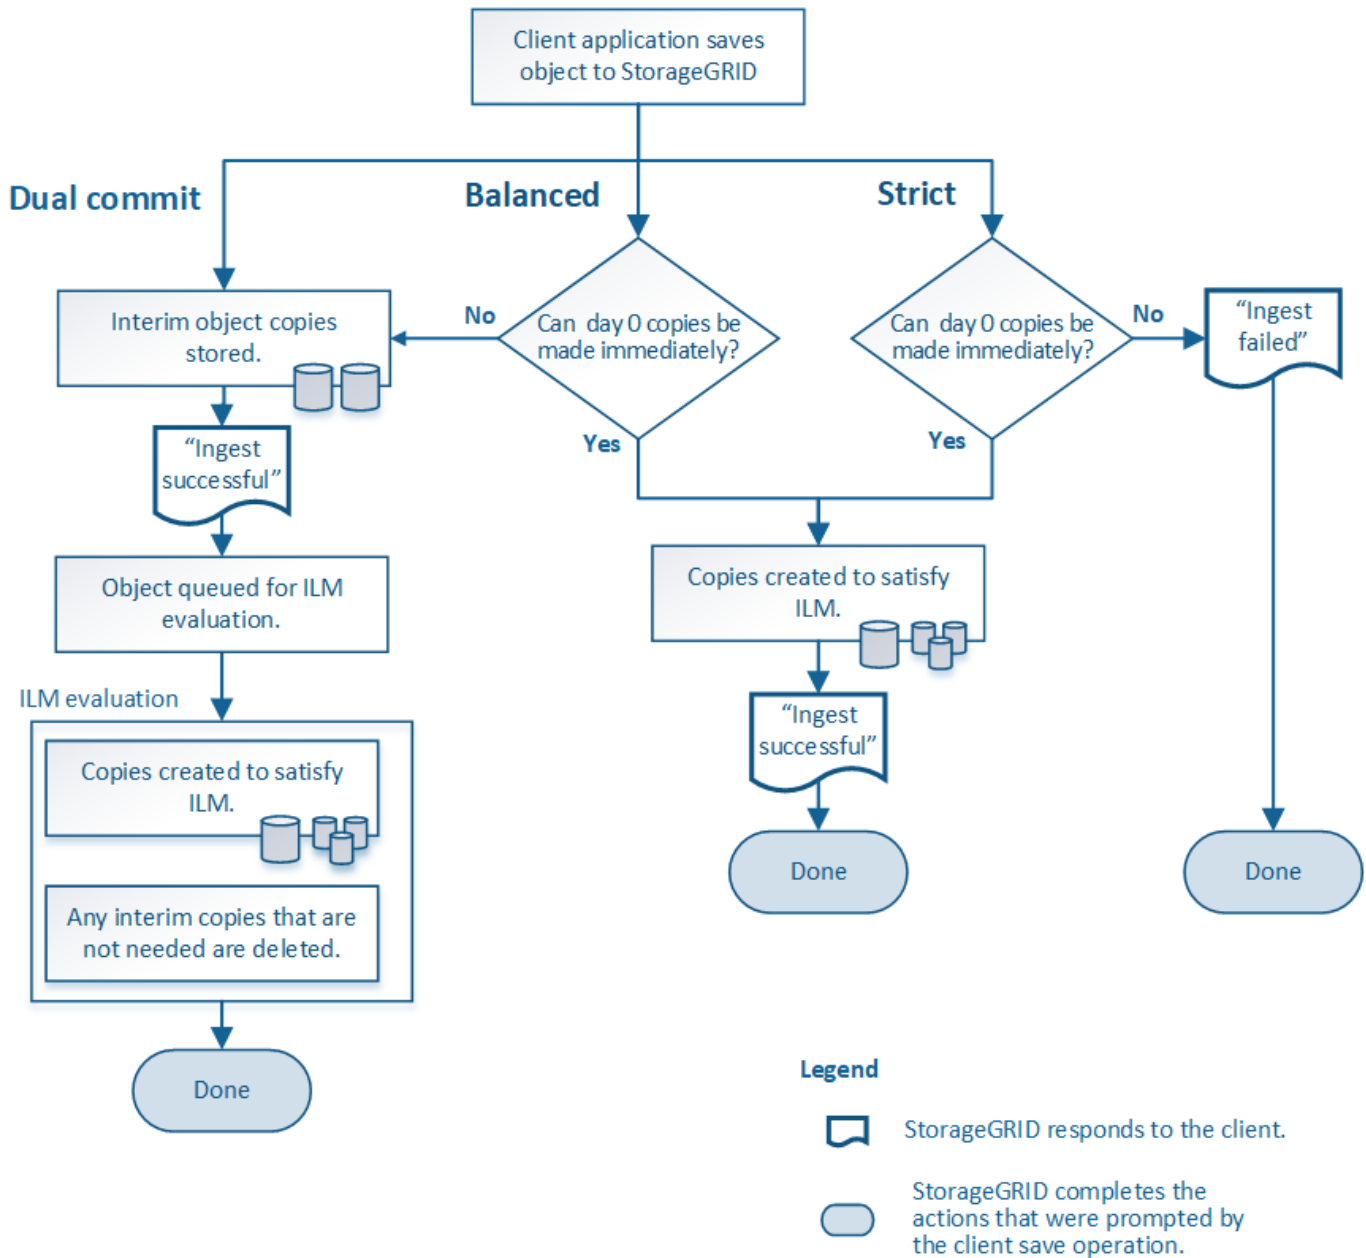 Client application saves
object to StorageGRID
Dual commit
Balanced
Strict
Interim object copies
stored.
No
Can day 0 copies be
made immediately?
Can day 0 copies be
made immediately?
No
“Ingest
failed”
“Ingest
successful”
Yes
Yes
Object queued for ILM
evaluation.
Copies created to satisfy
ILM.
ILM evaluation
“Ingest
successful”
Copies created to satisfy
ILM.
Any interim copies that are
not needed are deleted.
Done
Done
Done
Legend
StorageGRID responds to the client.
StorageGRID completes the
actions that were prompted by
the client save operation.